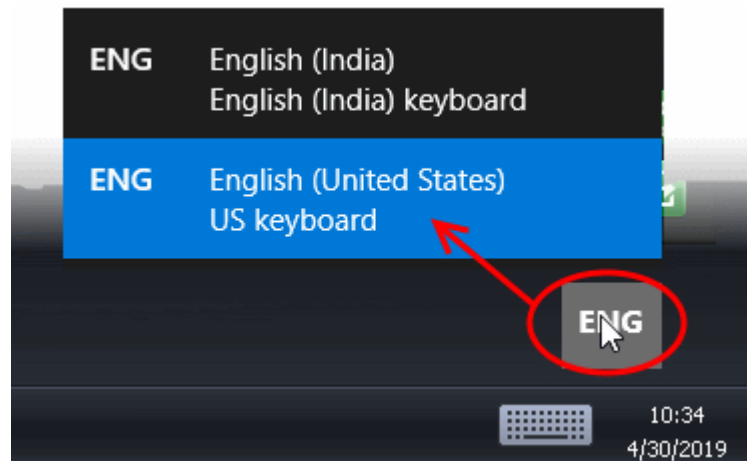 ENG English (India)
English (India) keyboard
ENG English (United States)
US keyboard
ENG
10:34
4/30/2019